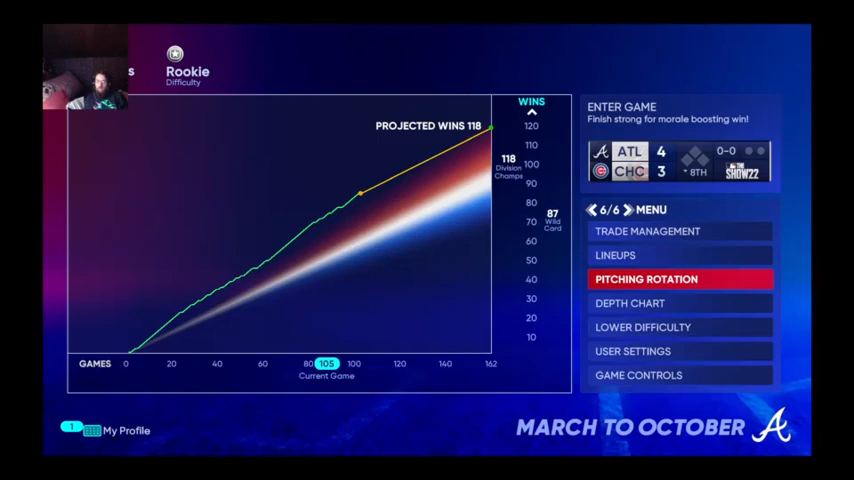 s
Rookie
Difficulty
PROJECTED WINS 118
WINS
120
110
100
90
80
70
60
50
40
30
20
10
118
Division
Champs
87
Wild
Card
GAMES 0 20 40 60 80 105 100 120 140 162
Current Game
ENTER GAME
Finish strong for morale boosting win!
ATL 4
CHC 3
0-0
8TH
THE SHOW22
6/6 MENU
TRADE MANAGEMENT
LINEUPS
PITCHING ROTATION
DEPTH CHART
LOWER DIFFICULTY
USER SETTINGS
GAME CONTROLS
1 My Profile
MARCH TO OCTOBER A